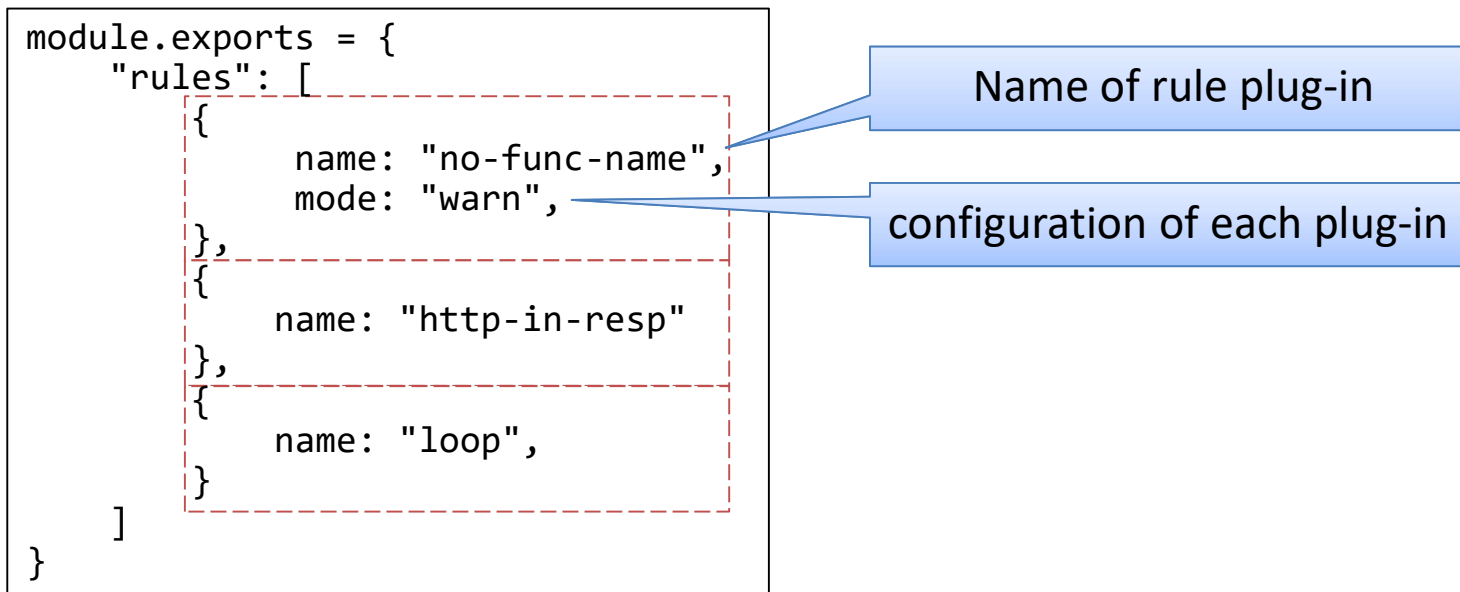 module.exports = {
    "rules": [
        {
             name: "no-func-name",
             mode: "warn",
        },
        {
            name: "http-in-resp"
        },
        {
            name: "loop",
        }
    ]
}
Name of rule plug-in
configuration of each plug-in